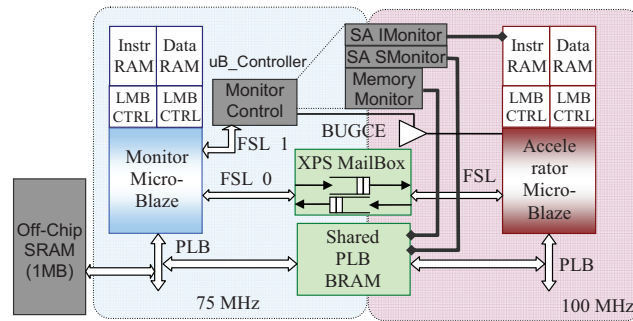 Instr
RAM
Data
RAM
LMB
CTRL
LMB
CTRL
Monitor
Micro-
Blaze
uB_Controller
Monitor
Control
FSL 1
FSL 0
PLB
Off-Chip
SRAM
(1MB)
SA IMonitor
SA SMonitor
Memory
Monitor
BUGCE
XPS MailBox
Shared
PLB
BRAM
75 MHz
Instr
RAM
Data
RAM
LMB
CTRL
LMB
CTRL
Accele
rator
Micro-
Blaze
FSL
PLB
100 MHz